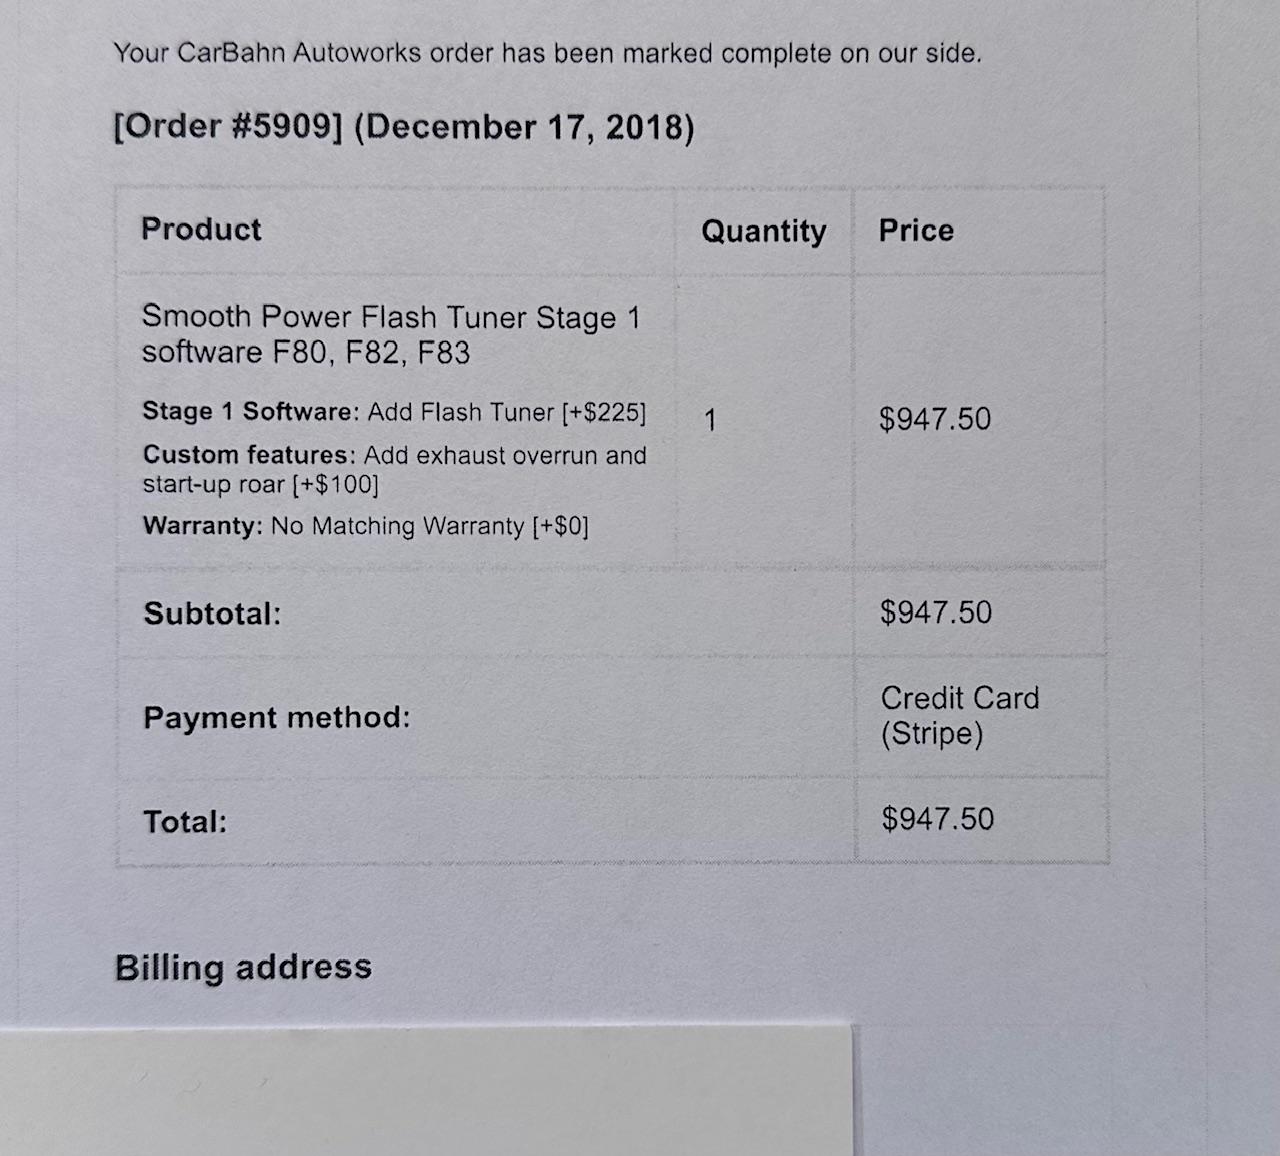 Your CarBahn Autoworks order has been marked complete on our side.
[Order #5909] (December 17, 2018)
Product Quantity Price
Smooth Power Flash Tuner Stage 1
software F80, F82, F83
Stage 1 Software: Add Flash Tuner [+$225]
1 $947.50
Custom features: Add exhaust overrun and
start-up roar [+$100]
Warranty: No Matching Warranty [+$0]
Subtotal: $947.50
Payment method: Credit Card
(Stripe)
Total: $947.50
Billing address